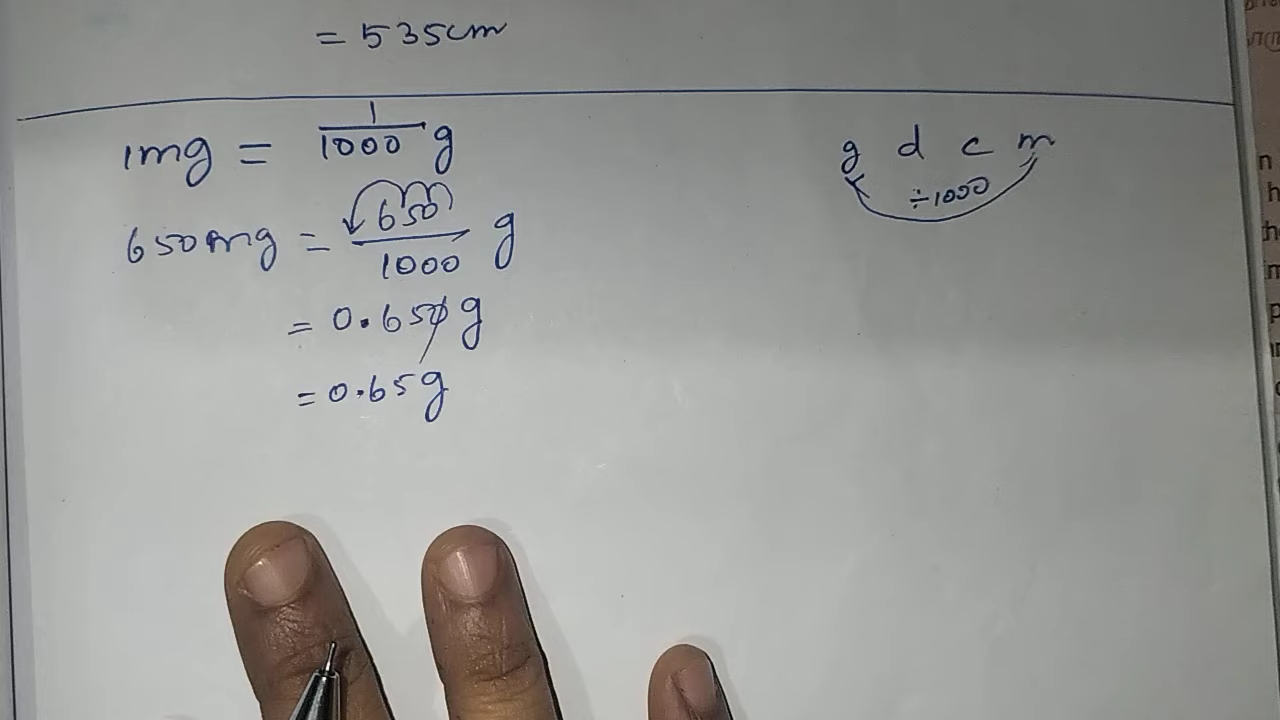 = 535cm
1mg = 1/1000 g
g d c m
÷1000
650mg = 650/1000 g
= 0.650 g
= 0.65g